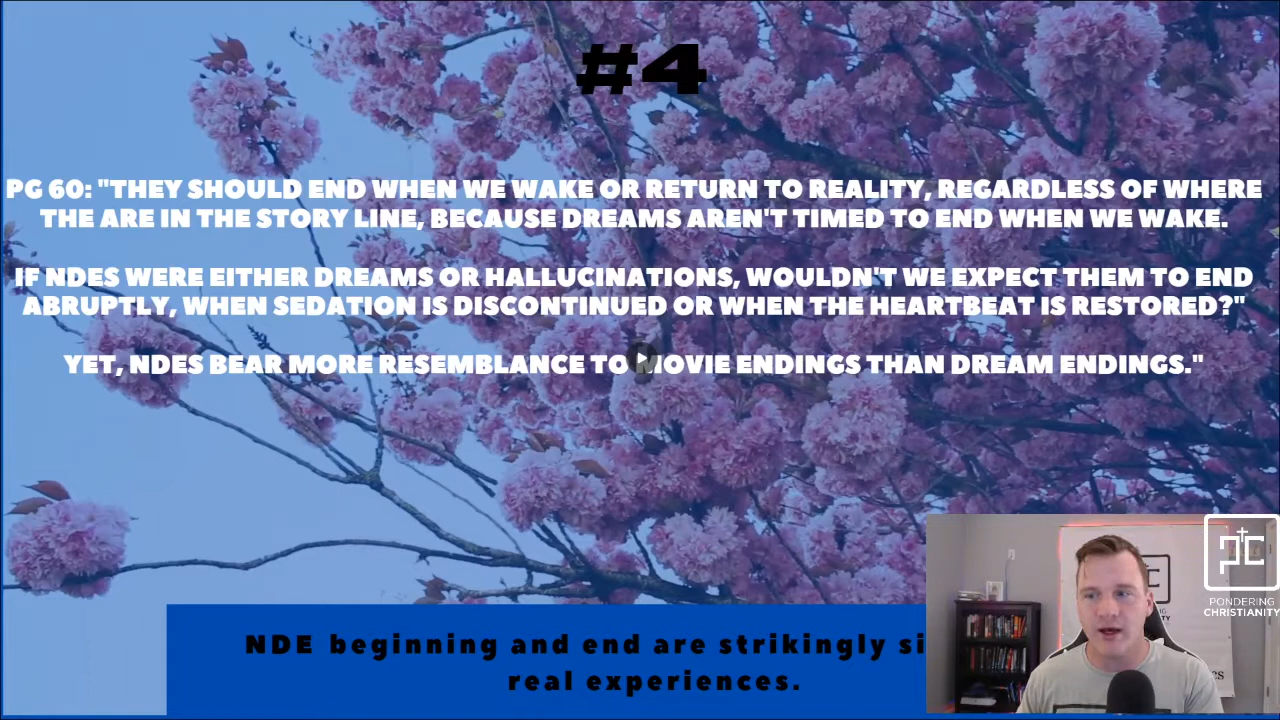 #4
PG 60: "THEY SHOULD END WHEN WE WAKE OR RETURN TO REALITY, REGARDLESS OF WHERE
THE ARE IN THE STORY LINE, BECAUSE DREAMS AREN'T TIMED TO END WHEN WE WAKE.
IF NDES WERE EITHER DREAMS OR HALLUCINATIONS, WOULDN'T WE EXPECT THEM TO END
ABRUPTLY, WHEN SEDATION IS DISCONTINUED OR WHEN THE HEARTBEAT IS RESTORED?"
YET, NDES BEAR MORE RESEMBLANCE TO MOVIE ENDINGS THAN DREAM ENDINGS."
NDE beginning and end are strikingly si
real experiences.
PONDERING
CHRISTIANITY